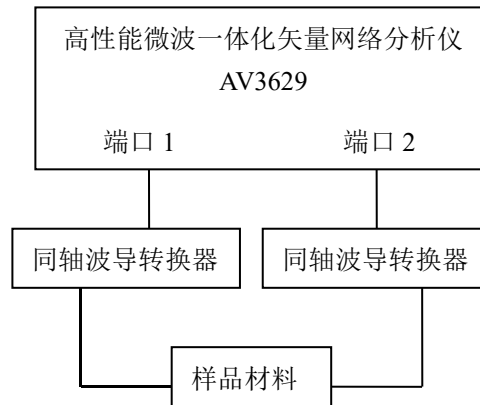 高性能微波一体化矢量网络分析仪
AV3629
端口 1 端口 2
同轴波导转换器 同轴波导转换器
样品材料